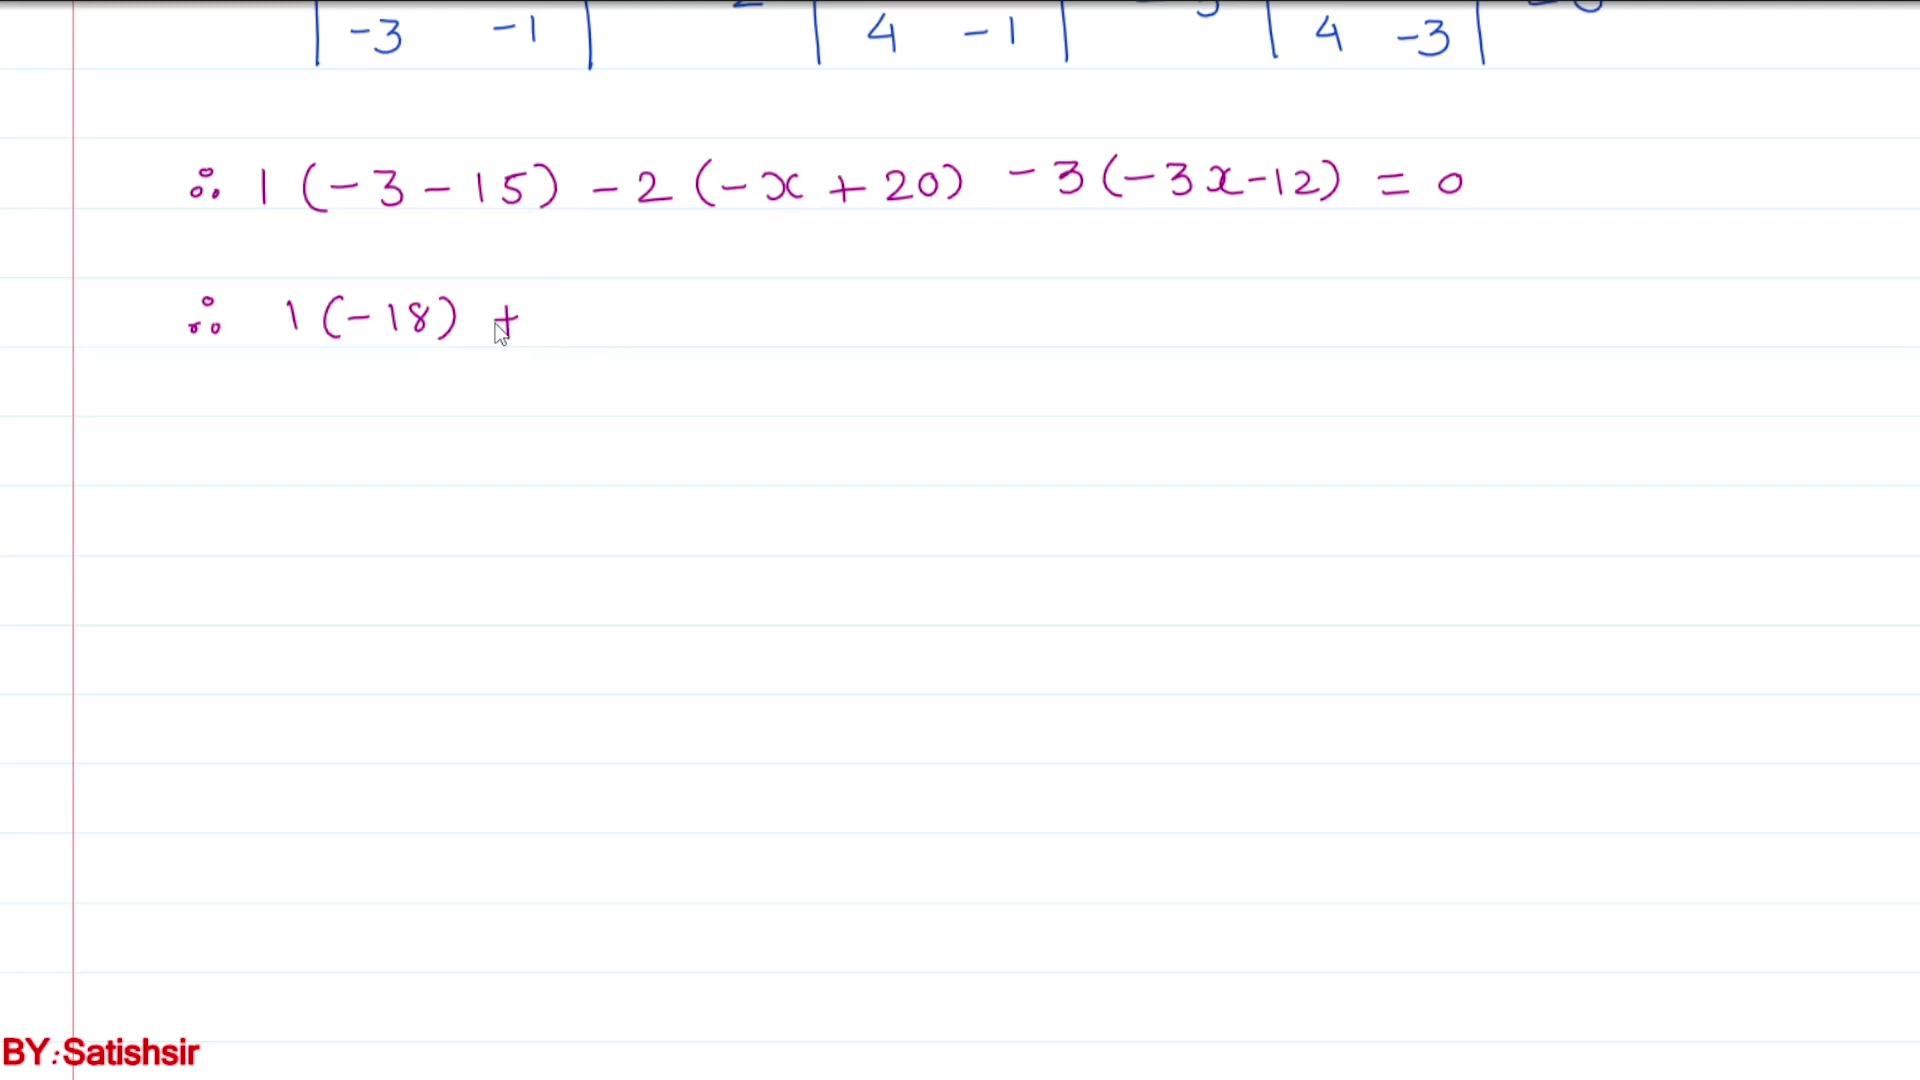 | -3 -1 | | 4 -1 | | 4 -3 |
∴ 1 (-3 - 15) - 2 (-x + 20) - 3 (-3x - 12) = 0
∴ 1 (-18) +
BY:Satishsir